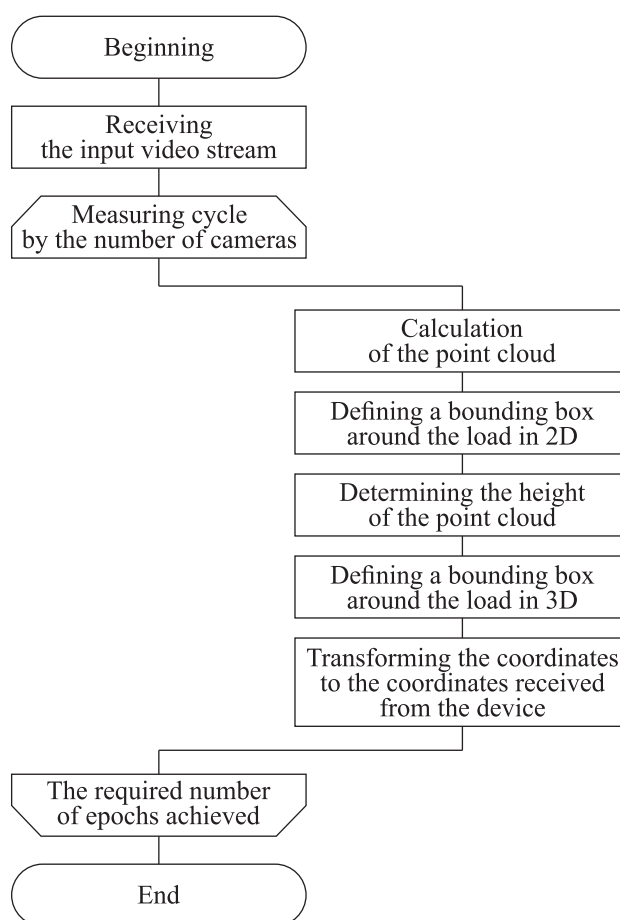 Beginning
Receiving
the input video stream
Measuring cycle
by the number of cameras
Calculation
of the point cloud
Defining a bounding box
around the load in 2D
Determining the height
of the point cloud
Defining a bounding box
around the load in 3D
Transforming the coordinates
to the coordinates received
from the device
The required number
of epochs achieved
End